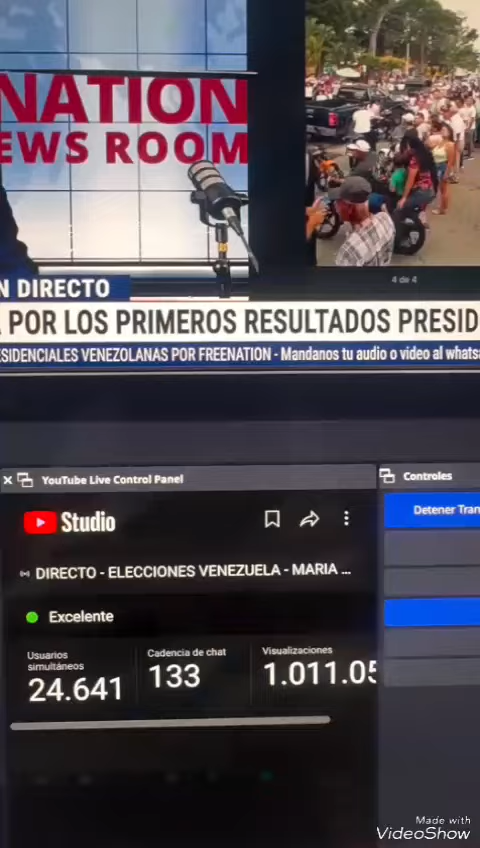 NATION
EWS ROOM
N DIRECTO
4 de 4
A POR LOS PRIMEROS RESULTADOS PRESID
ESIDENCIALES VENEZOLANAS POR FREENATION - Mandanos tu audio o video al whatsa
YouTube Live Control Panel
Controles
Studio
Detener Tran
DIRECTO - ELECCIONES VENEZUELA - MARIA ...
Excelente
Usuarios simultáneos
Cadencia de chat
Visualizaciones
24.641
133
1.011.05
Made with
VideoShow